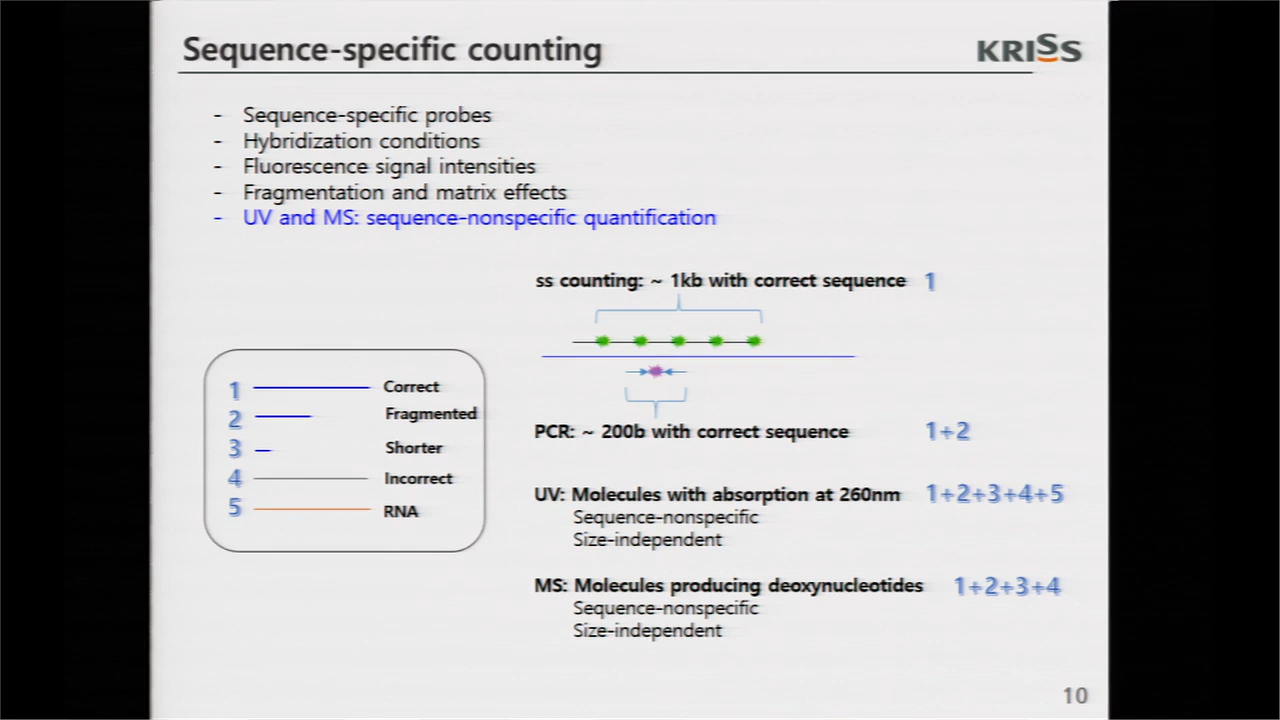 Sequence-specific counting
KRISS
- Sequence-specific probes
- Hybridization conditions
- Fluorescence signal intensities
- Fragmentation and matrix effects
- UV and MS: sequence-nonspecific quantification
ss counting: ~ 1kb with correct sequence 1
1 Correct
2 Fragmented
3 Shorter
4 Incorrect
5 RNA
PCR: ~ 200b with correct sequence 1+2
UV: Molecules with absorption at 260nm 1+2+3+4+5
Sequence-nonspecific
Size-independent
MS: Molecules producing deoxynucleotides 1+2+3+4
Sequence-nonspecific
Size-independent
10